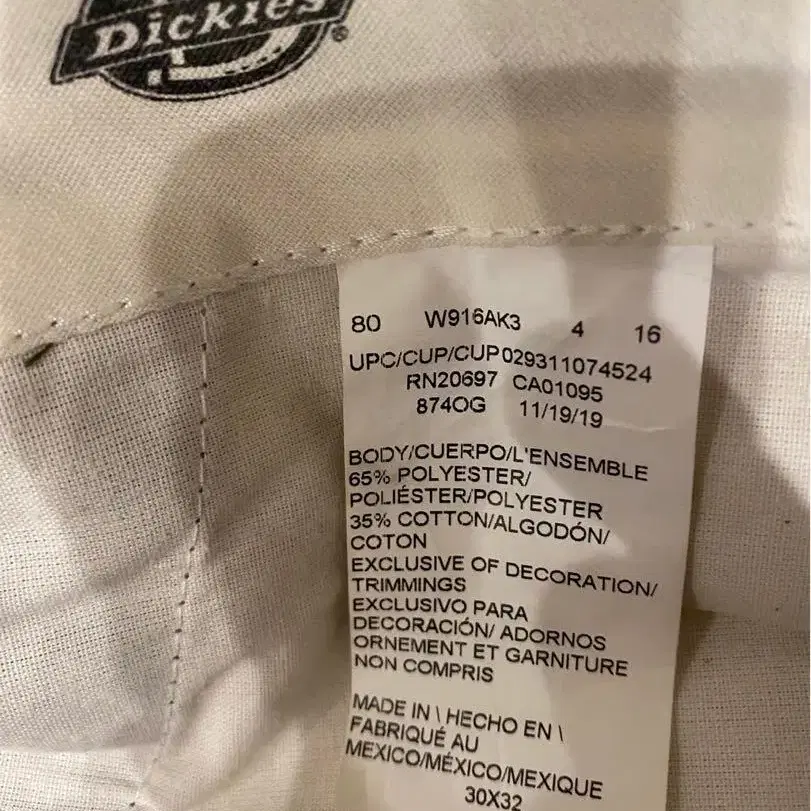 Dickies®
80 W916AK3 4 16
UPC/CUP/CUP029311074524
RN20697 CA01095
874OG 11/19/19
BODY/CUERPO/L'ENSEMBLE
65% POLYESTER/
POLIÉSTER/POLYESTER
35% COTTON/ALGODÓN/
COTON
EXCLUSIVE OF DECORATION/
TRIMMINGS
EXCLUSIVO PARA
DECORACIÓN/ ADORNOS
ORNEMENT ET GARNITURE
NON COMPRIS
MADE IN \ HECHO EN \
FABRIQUÉ AU
MEXICO/MÉXICO/MEXIQUE
30X32